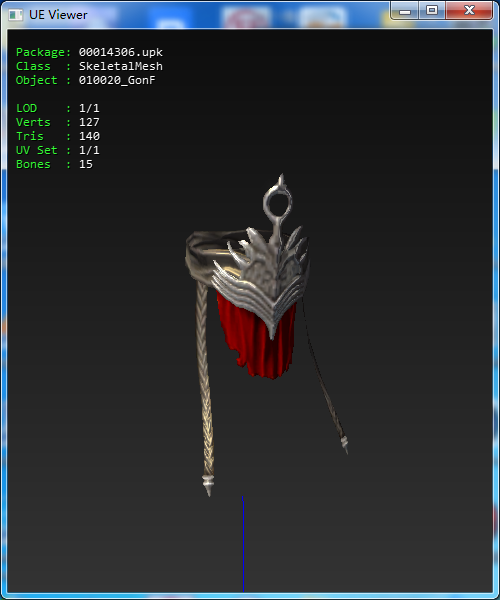 UE Viewer
Package: 00014306.upk
Class : SkeletalMesh
Object : 010020_GonF
LOD : 1/1
Verts : 127
Tris : 140
UV Set : 1/1
Bones : 15